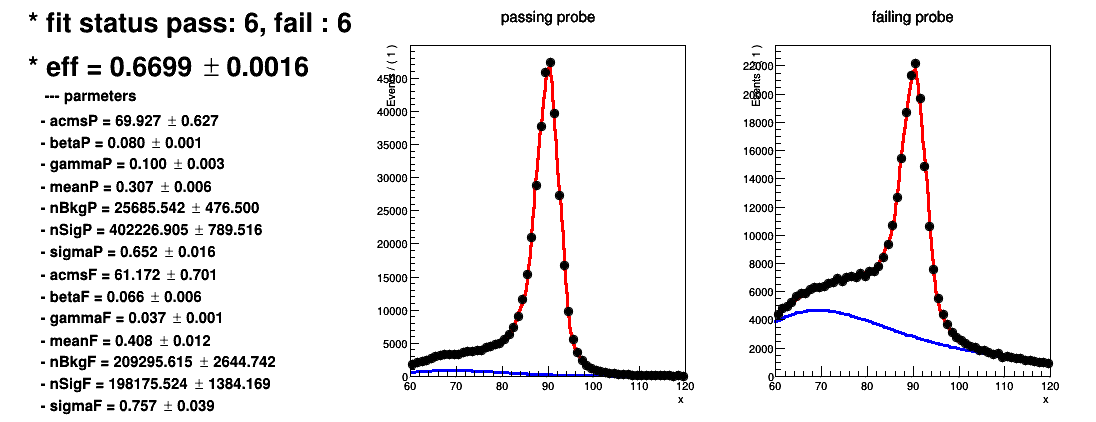 * fit status pass: 6, fail : 6
* eff = 0.6699 ± 0.0016
--- parmeters
- acmsP = 69.927 ± 0.627
- betaP = 0.080 ± 0.001
- gammaP = 0.100 ± 0.003
- meanP = 0.307 ± 0.006
- nBkgP = 25685.542 ± 476.500
- nSigP = 402226.905 ± 789.516
- sigmaP = 0.652 ± 0.016
- acmsF = 61.172 ± 0.701
- betaF = 0.066 ± 0.006
- gammaF = 0.037 ± 0.001
- meanF = 0.408 ± 0.012
- nBkgF = 209295.615 ± 2644.742
- nSigF = 198175.524 ± 1384.169
- sigmaF = 0.757 ± 0.039
passing probe
Events / ( 1 )
45000
40000
35000
30000
25000
20000
15000
10000
5000
0
60 70 80 90 100 110 120
x
failing probe
Events / ( 1 )
22000
20000
18000
16000
14000
12000
10000
8000
6000
4000
2000
0
60 70 80 90 100 110 120
x